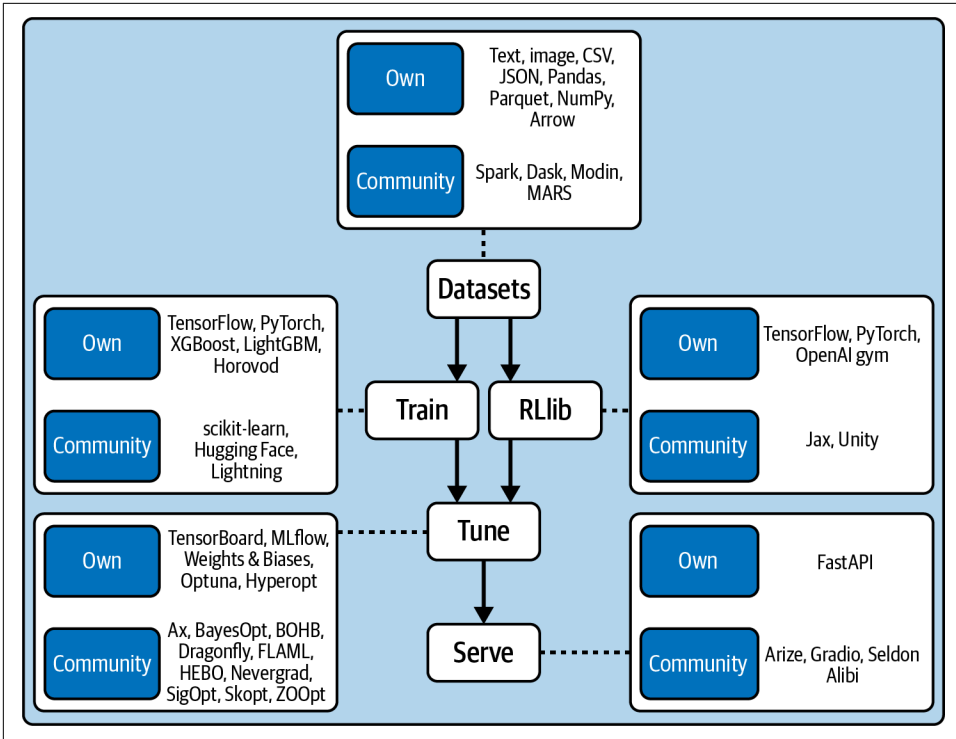 Own
Text, image, CSV,
JSON, Pandas,
Parquet, NumPy,
Arrow
Community
Spark, Dask, Modin,
MARS
Datasets
Own
TensorFlow, PyTorch,
XGBoost, LightGBM,
Horovod
Community
scikit-learn,
Hugging Face,
Lightning
Train
RLlib
Own
TensorFlow, PyTorch,
OpenAI gym
Community
Jax, Unity
Own
TensorBoard, MLflow,
Weights & Biases,
Optuna, Hyperopt
Community
Ax, BayesOpt, BOHB,
Dragonfly, FLAML,
HEBO, Nevergrad,
SigOpt, Skopt, ZOOpt
Tune
Serve
Own
FastAPI
Community
Arize, Gradio, Seldon
Alibi